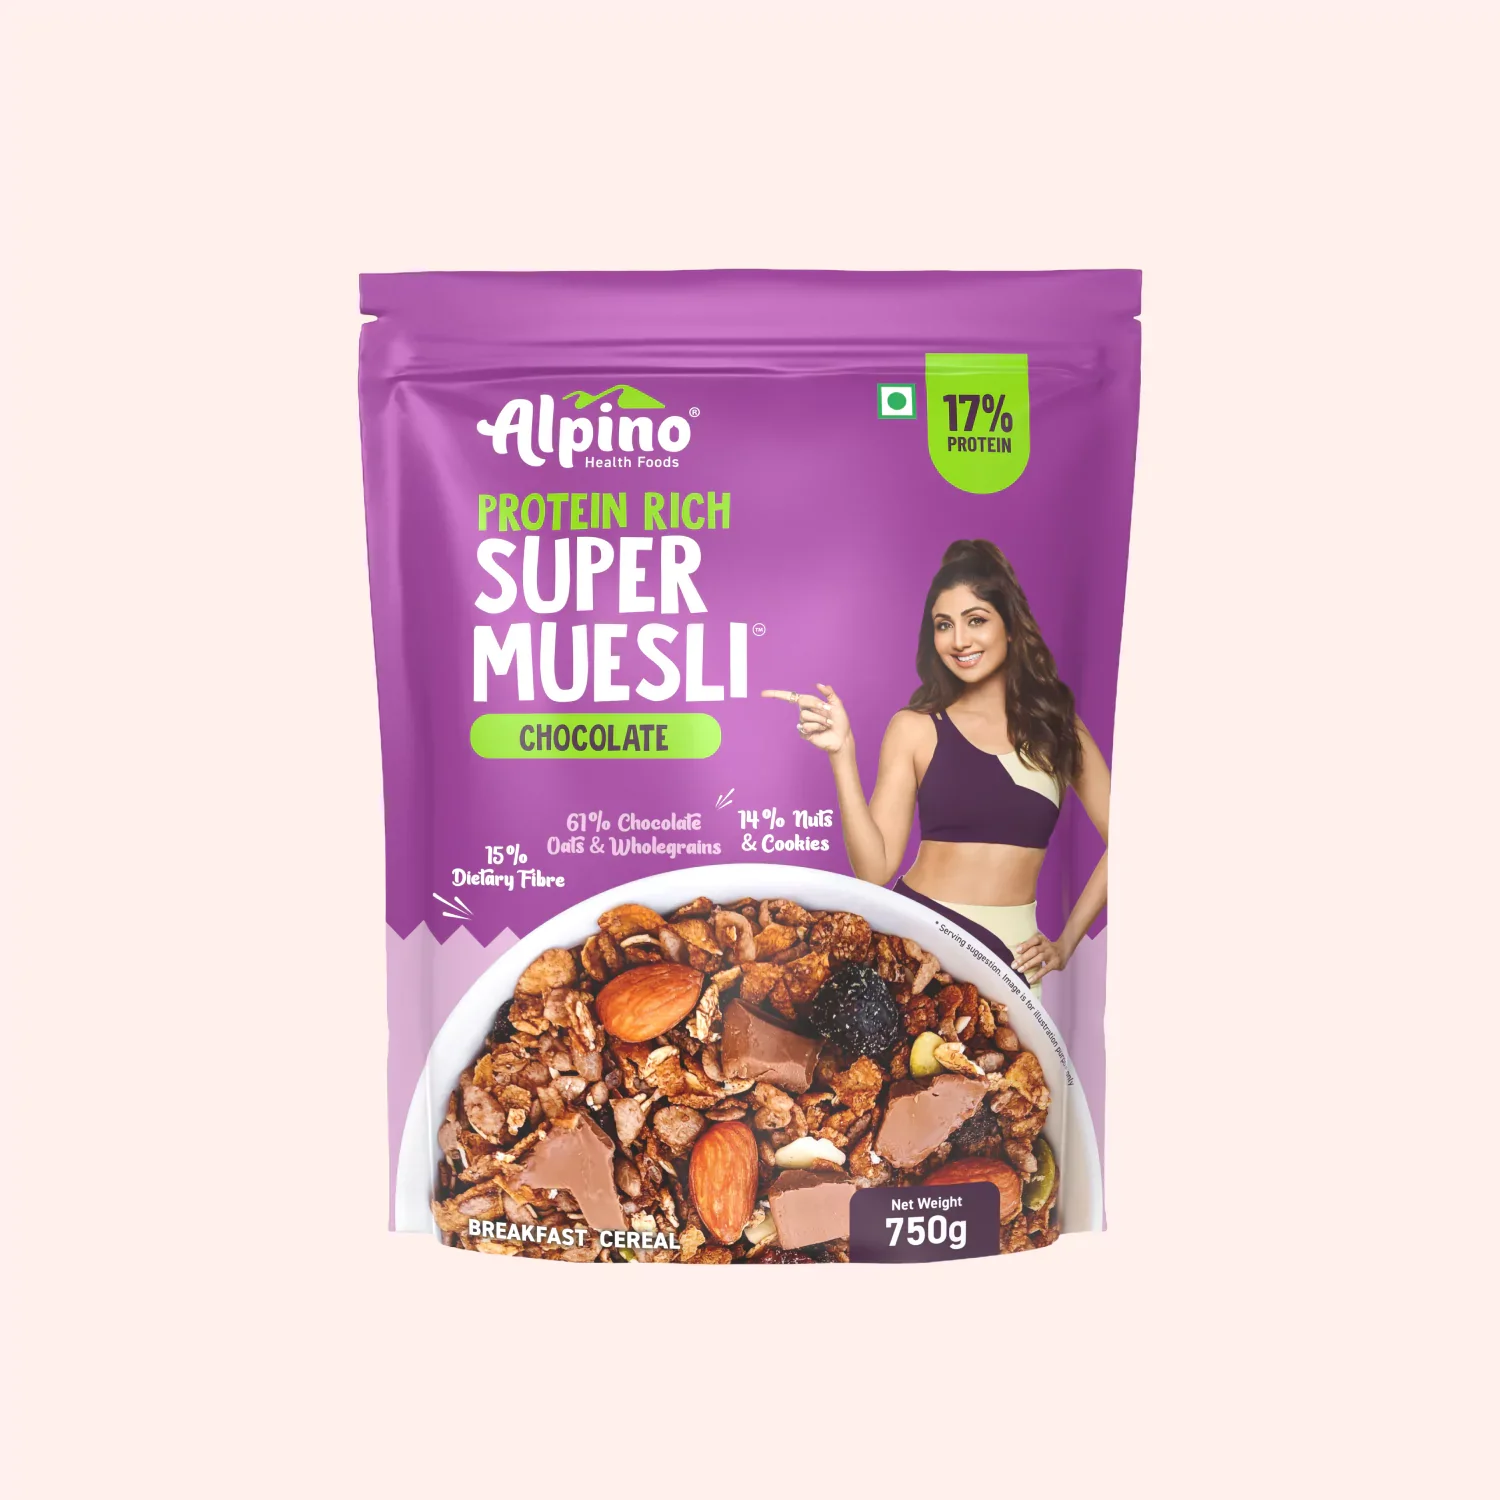 Alpino®
Health Foods
17%
PROTEIN
PROTEIN RICH
SUPER
MUESLI™
CHOCOLATE
15%
Dietary Fibre
61% Chocolate
Oats & Wholegrains
14% Nuts
& Cookies
* Serving suggestion. Image is for illustration purpose only
BREAKFAST CEREAL
Net Weight
750g